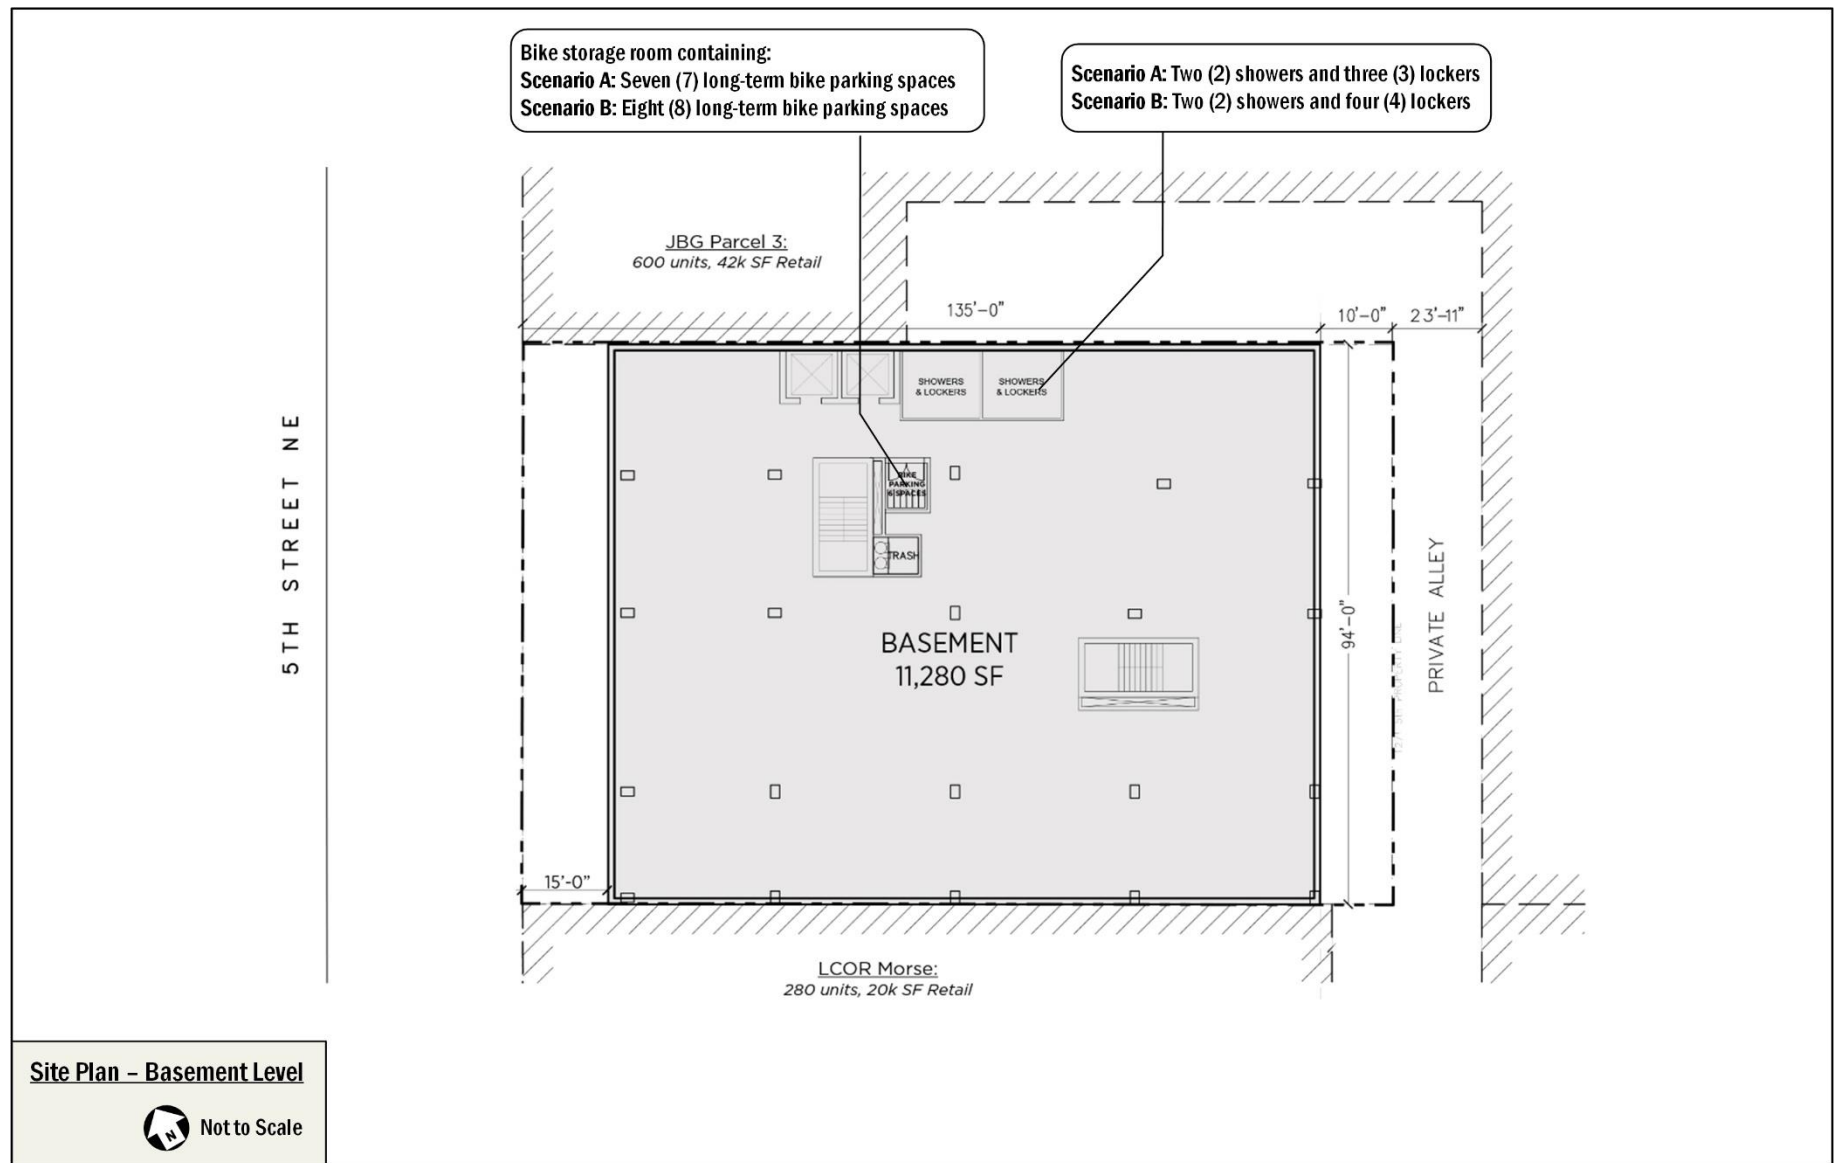 Bike storage room containing:
Scenario A: Seven (7) long-term bike parking spaces
Scenario B: Eight (8) long-term bike parking spaces
Scenario A: Two (2) showers and three (3) lockers
Scenario B: Two (2) showers and four (4) lockers
JBG Parcel 3:
600 units, 42k SF Retail
135'-0"
10'-0"
23'-11"
SHOWERS
& LOCKERS
SHOWERS
& LOCKERS
5TH STREET NE
BIKE
PARKING
6 SPACES
TRASH
BASEMENT
11,280 SF
94'-0"
PRIVATE ALLEY
15'-0"
LCOR Morse:
280 units, 20k SF Retail
Site Plan – Basement Level
N
Not to Scale